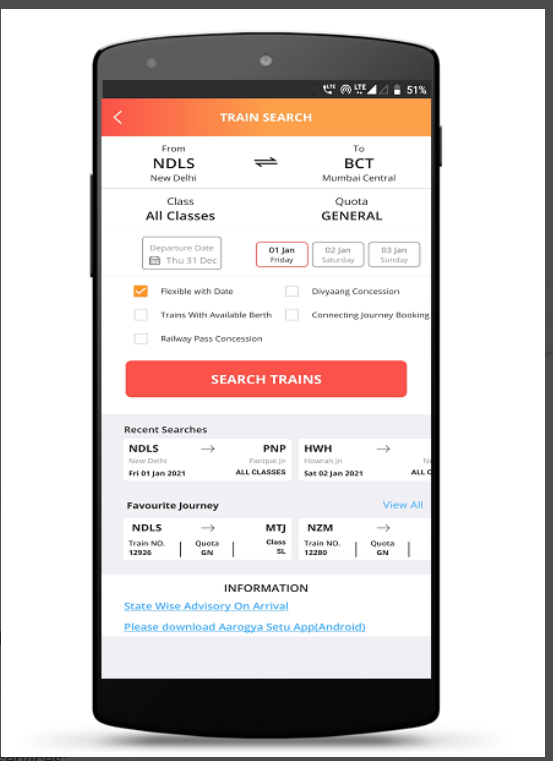 LTE LTE 51%
TRAIN SEARCH
From To
NDLS BCT
New Delhi Mumbai Central
Class Quota
All Classes GENERAL
Departure Date 01 Jan 02 Jan 03 Jan
Thu 31 Dec Friday Saturday Sunday
Flexible with Date Divyaang Concession
Trains With Available Berth Connecting Journey Booking
Railway Pass Concession
SEARCH TRAINS
Recent Searches
NDLS → PNP HWH →
New Delhi Panipat Jn Howrah Jn
Fri 01 Jan 2021 ALL CLASSES Sat 02 Jan 2021 ALL
Favourite Journey View All
NDLS → MTJ NZM →
Train NO. Quota Class Train NO. Quota
12926 GN SL 12280 GN
INFORMATION
State Wise Advisory On Arrival
Please download Aarogya Setu App(Android)